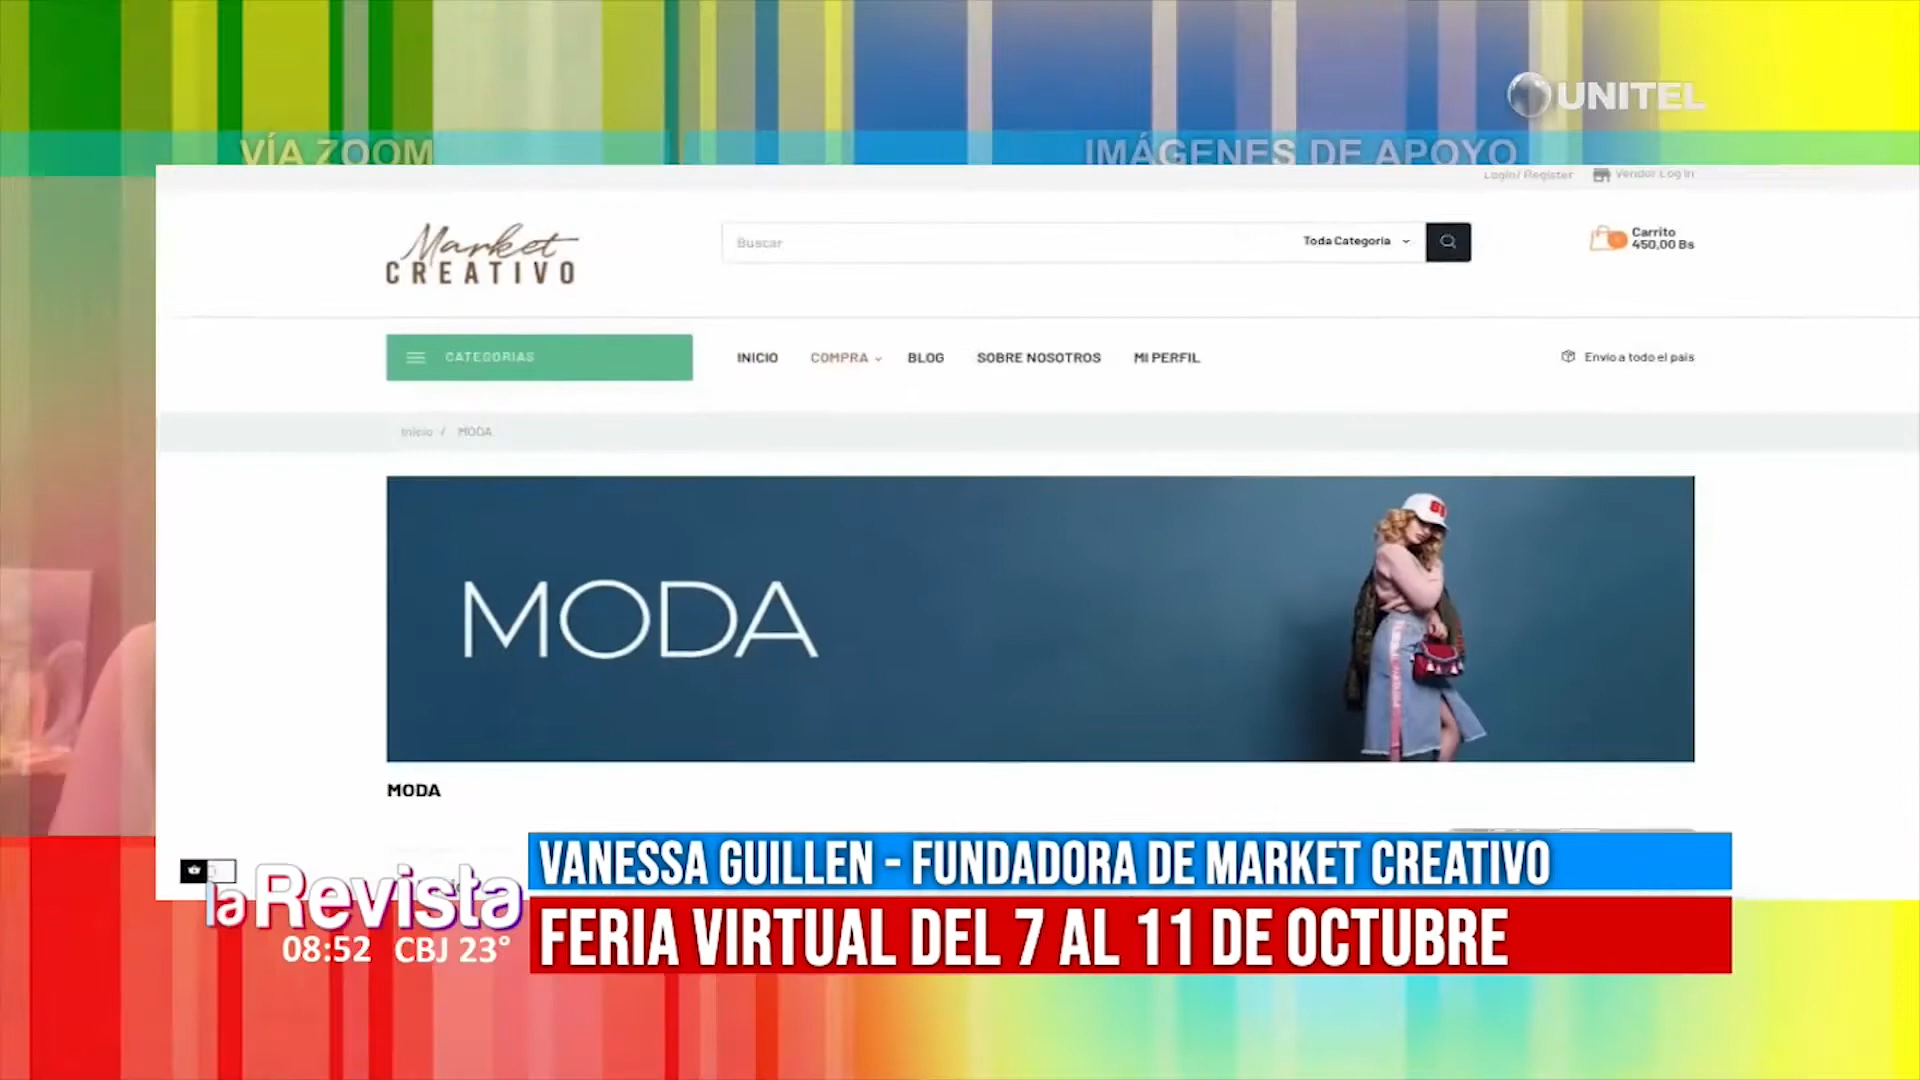 UNITEL
VÍA ZOOM
IMÁGENES DE APOYO
Login/ Register
Vendor Log In
Market
CREATIVO
Buscar
Toda Categoria
Carrito
450,00 Bs
CATEGORIAS
INICIO
COMPRA
BLOG
SOBRE NOSOTROS
MI PERFIL
Envio a todo el pais
Inicio / MODA
MODA
MODA
VANESSA GUILLEN - FUNDADORA DE MARKET CREATIVO
la Revista
FERIA VIRTUAL DEL 7 AL 11 DE OCTUBRE
08:52 CBJ 23°